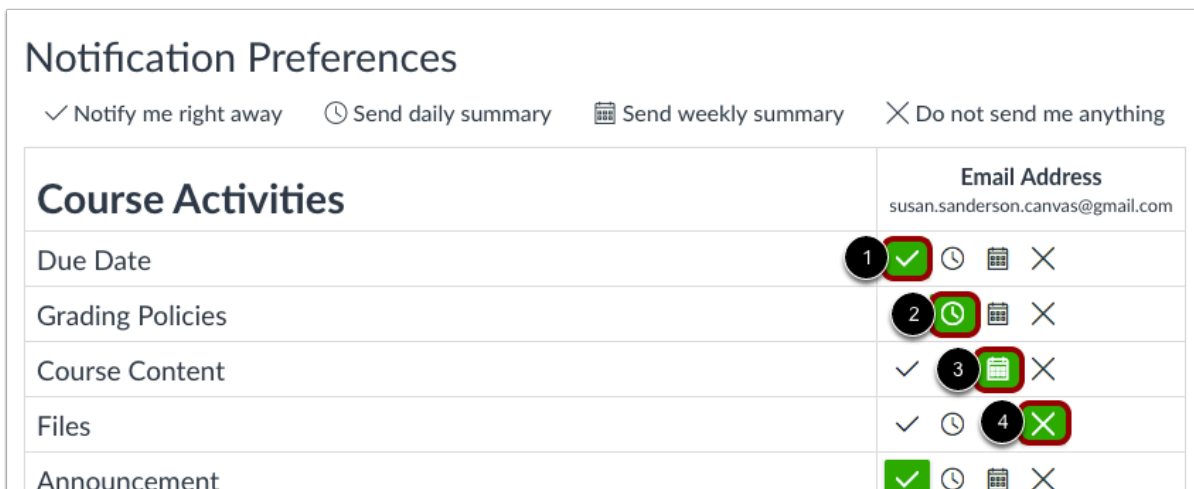 Notification Preferences
Notify me right away Send daily summary Send weekly summary Do not send me anything
Email Address
Course Activities
susan.sanderson.canvas@gmail.com
Due Date 1
Grading Policies 2
Course Content 3
Files 4
Announcement